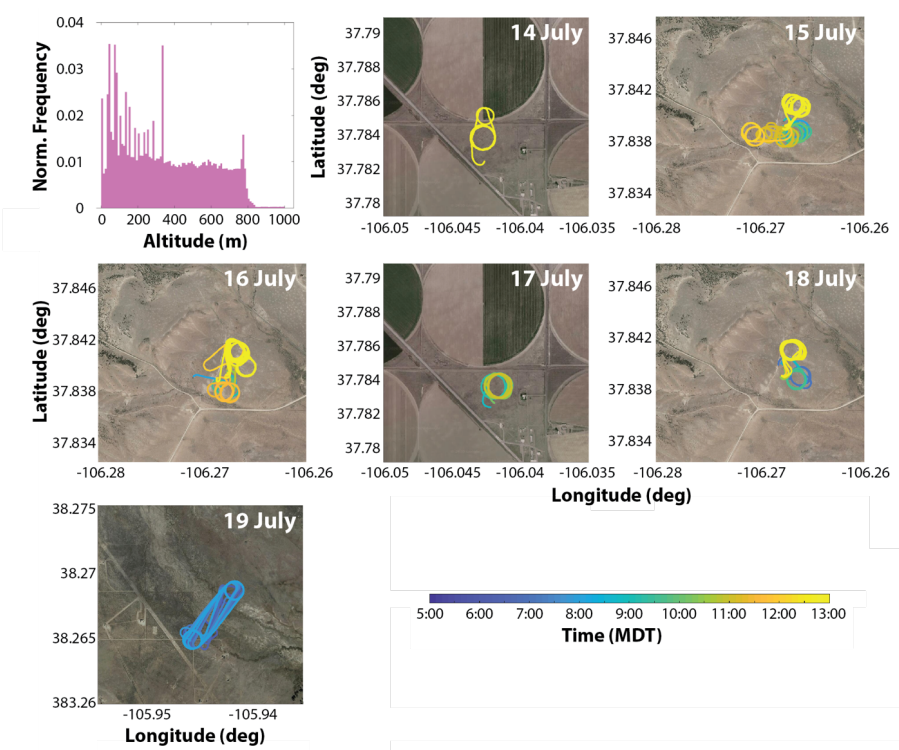 0.04
0.03
0.02
0.01
0
Norm. Frequency
0 200 400 600 800 1000
Altitude (m)
14 July
37.79
37.788
37.786
37.784
37.782
37.78
Latitude (deg)
-106.05 -106.045 -106.04 -106.035
15 July
37.846
37.842
37.838
37.834
-106.28 -106.27 -106.26
16 July
37.846
37.842
37.838
37.834
Latitude (deg)
-106.28 -106.27 -106.26
17 July
37.79
37.788
37.786
37.784
37.782
37.78
-106.05 -106.045 -106.04 -106.035
18 July
37.846
37.842
37.838
37.834
-106.28 -106.27 -106.26
Longitude (deg)
19 July
38.275
38.27
38.265
383.26
-105.95 -105.94
Longitude (deg)
5:00 6:00 7:00 8:00 9:00 10:00 11:00 12:00 13:00
Time (MDT)